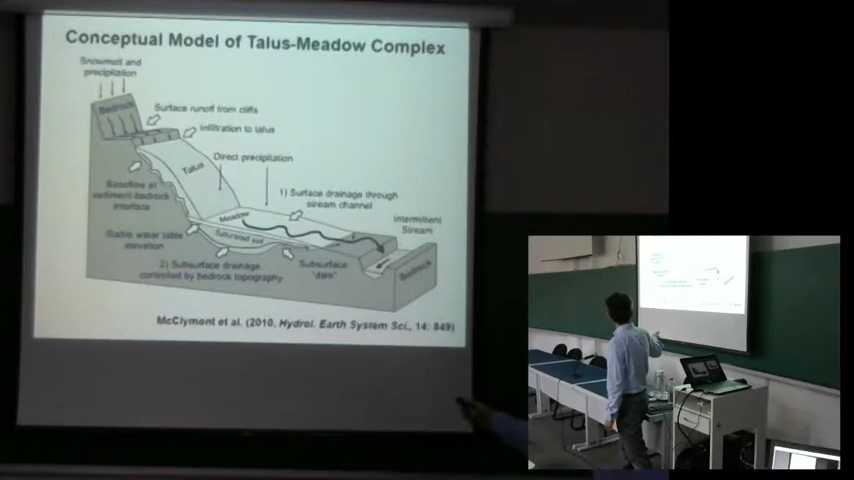 Conceptual Model of Talus-Meadow Complex
Snowmelt and
precipitation
Bedrock
Surface runoff from cliffs
Infiltration to talus
Talus
Direct precipitation
Baseflow at
sediment-bedrock
interface
1) Surface drainage through
stream channel
Meadow
Intermittent
Stream
Stable water table
elevation
Saturated soil
2) Subsurface drainage
controlled by bedrock topography
Subsurface
"dam"
Bedrock
McClymont et al. (2010, Hydrol. Earth System Sci., 14: 849)